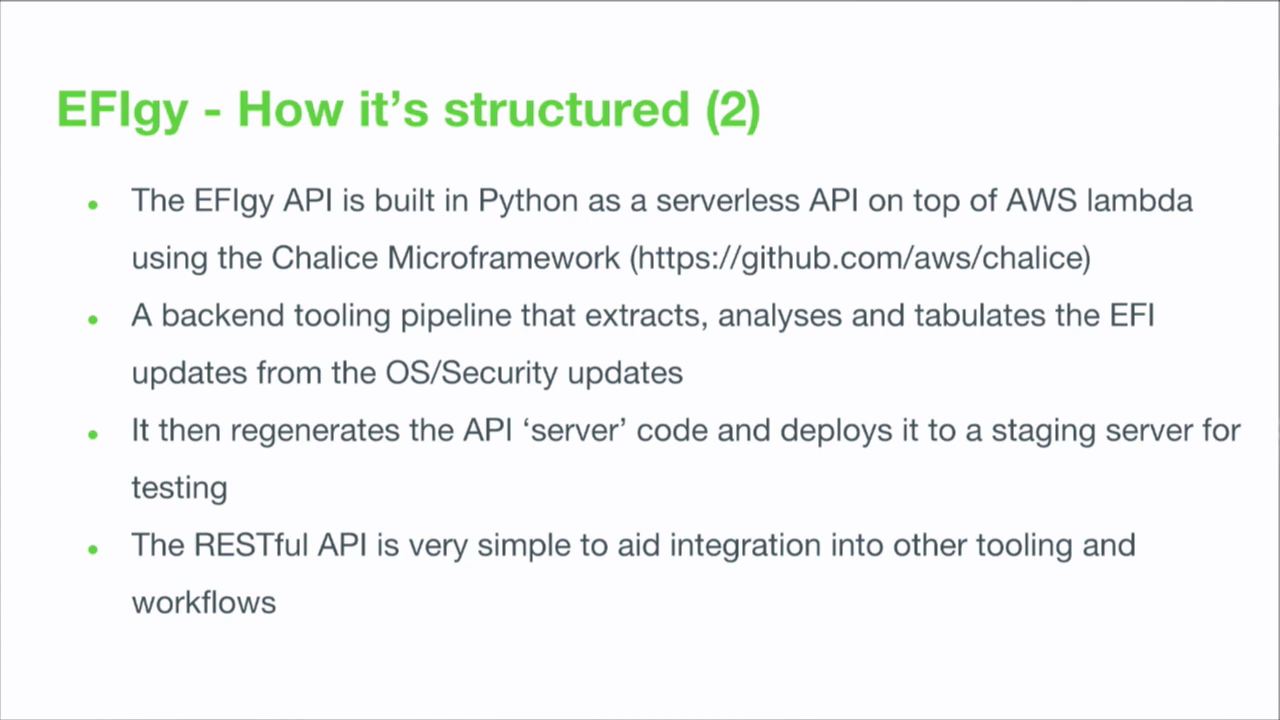 EFIgy - How it's structured (2)
• The EFIgy API is built in Python as a serverless API on top of AWS lambda
using the Chalice Microframework (https://github.com/aws/chalice)
• A backend tooling pipeline that extracts, analyses and tabulates the EFI
updates from the OS/Security updates
• It then regenerates the API ‘server’ code and deploys it to a staging server for
testing
• The RESTful API is very simple to aid integration into other tooling and
workflows